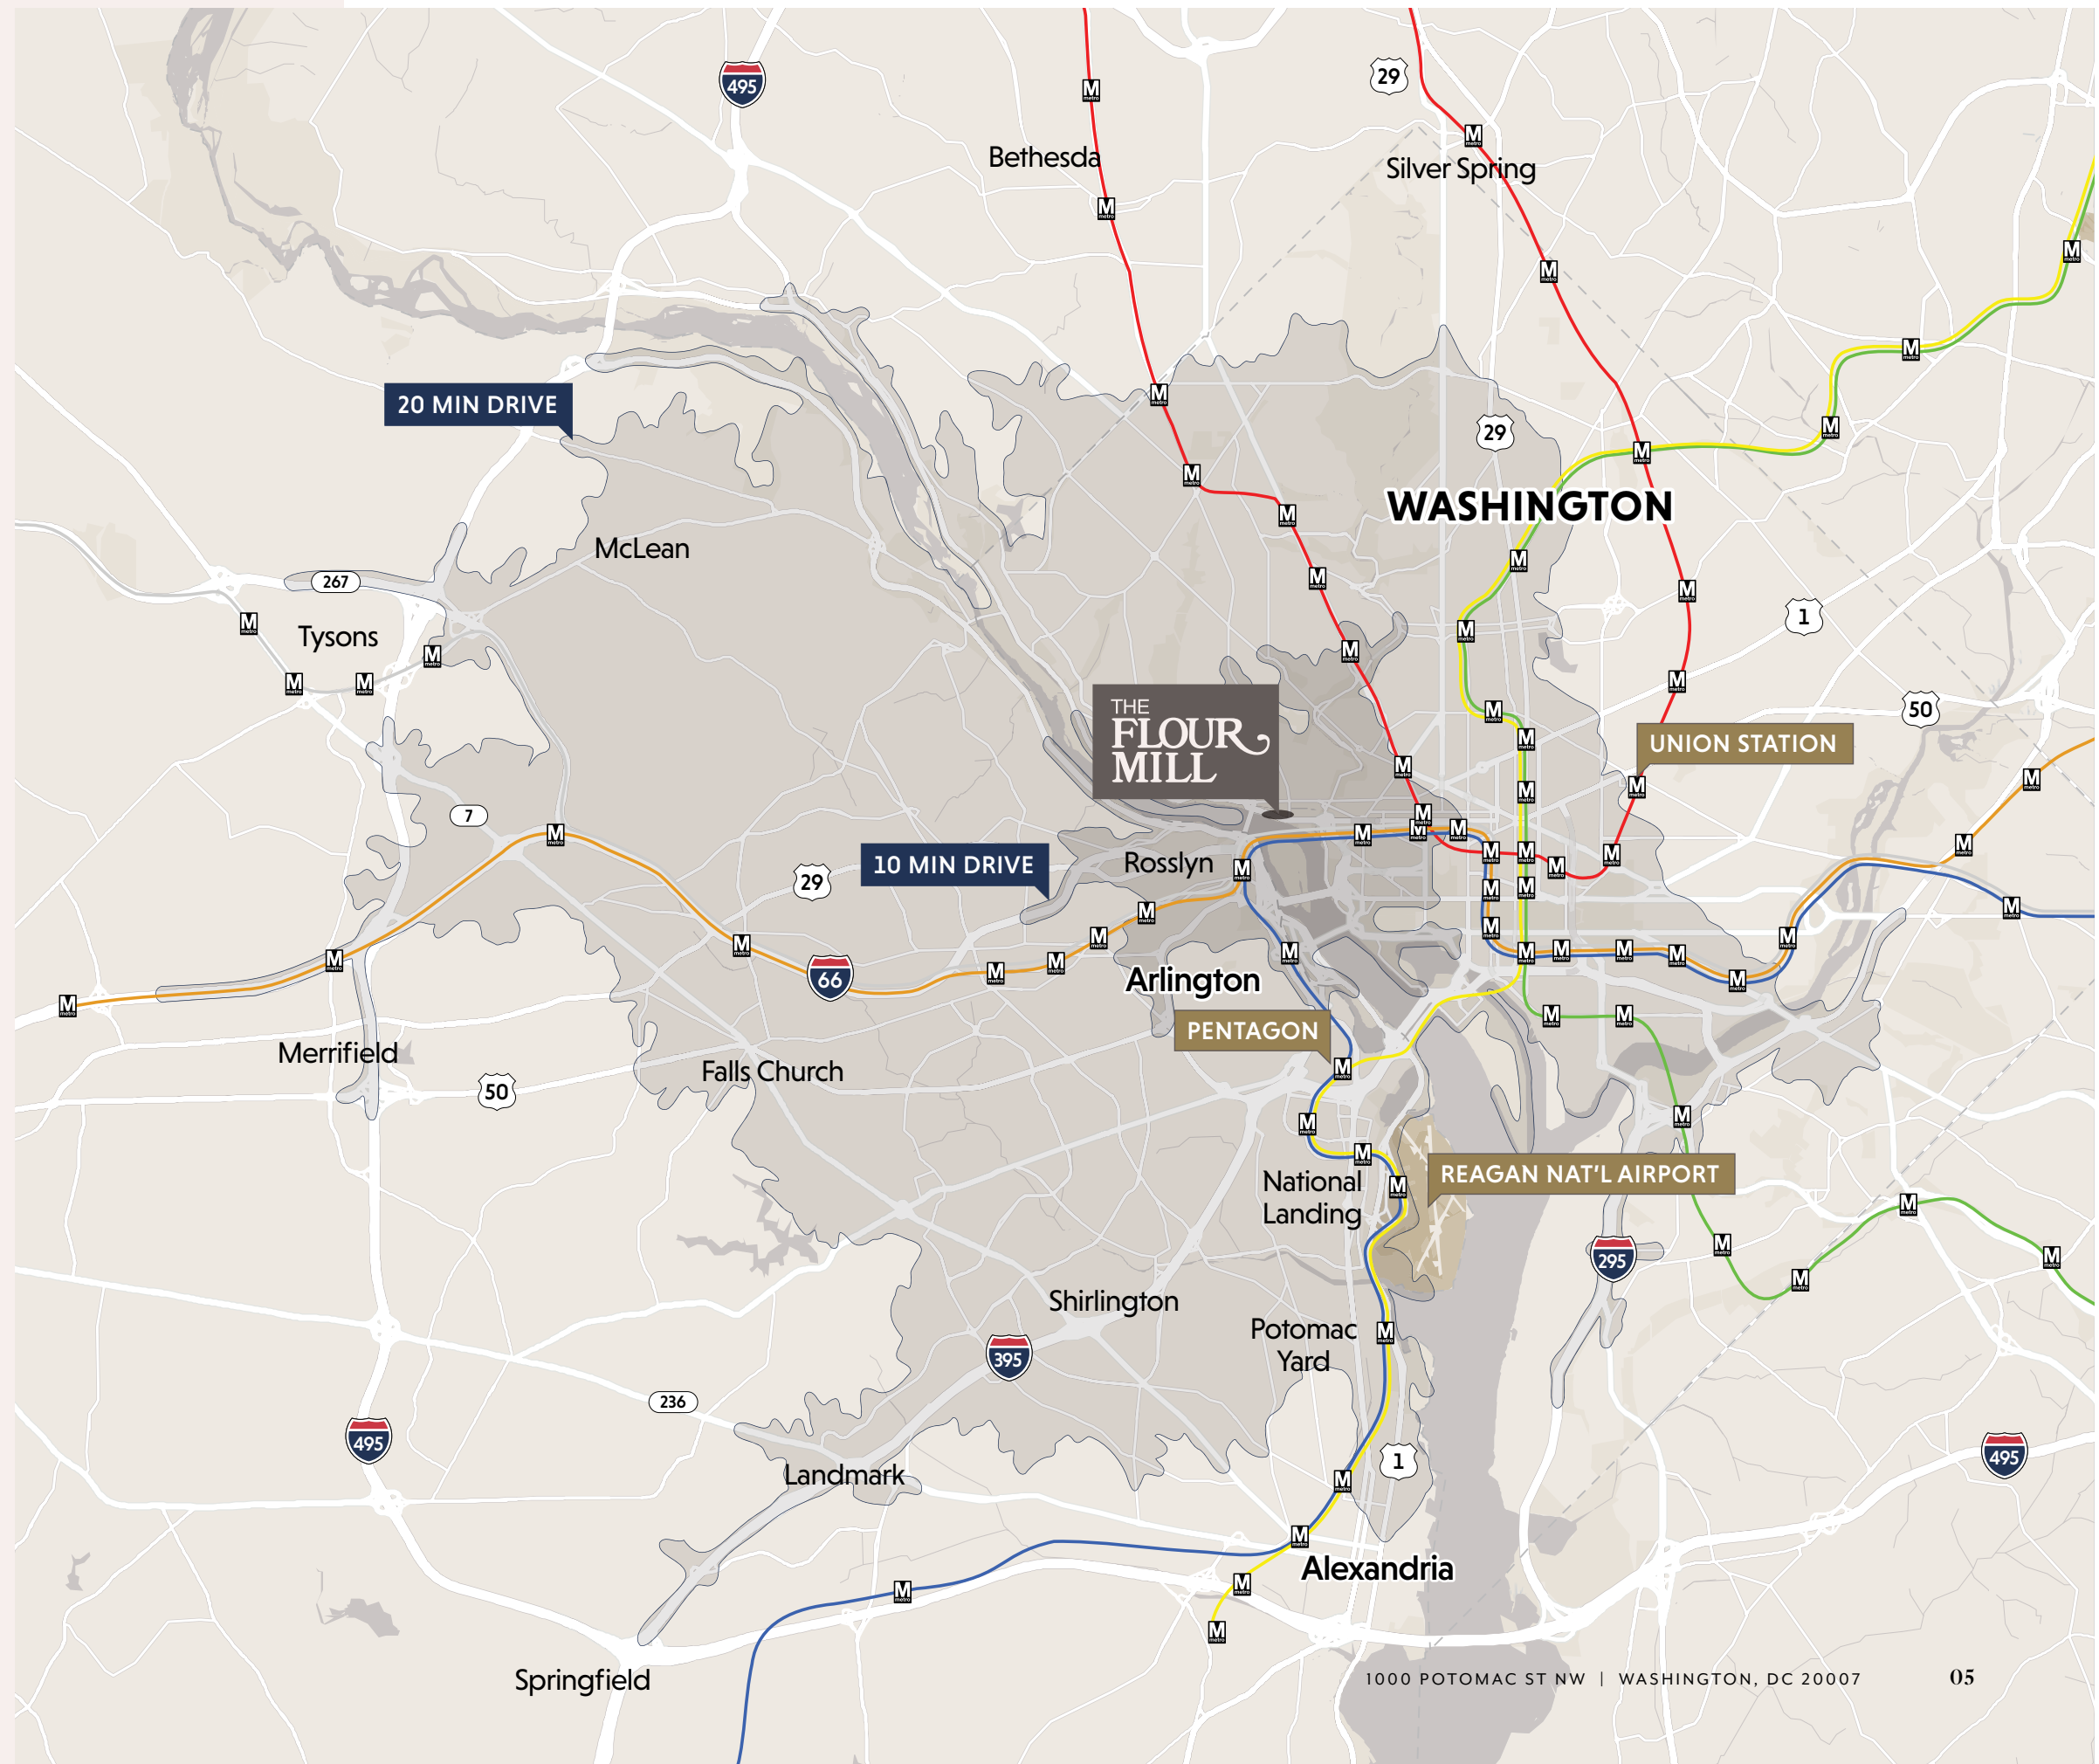 495
29
Bethesda
Silver Spring
20 MIN DRIVE
29
WASHINGTON
McLean
267
Tysons
1
THE
FLOUR
MILL
50
UNION STATION
7
10 MIN DRIVE
Rosslyn
29
66
Arlington
PENTAGON
Merrifield
Falls Church
50
National
Landing
REAGAN NAT'L AIRPORT
295
Shirlington
Potomac
Yard
395
236
495
1
495
Landmark
Alexandria
Springfield
1000 POTOMAC ST NW | WASHINGTON, DC 20007 05